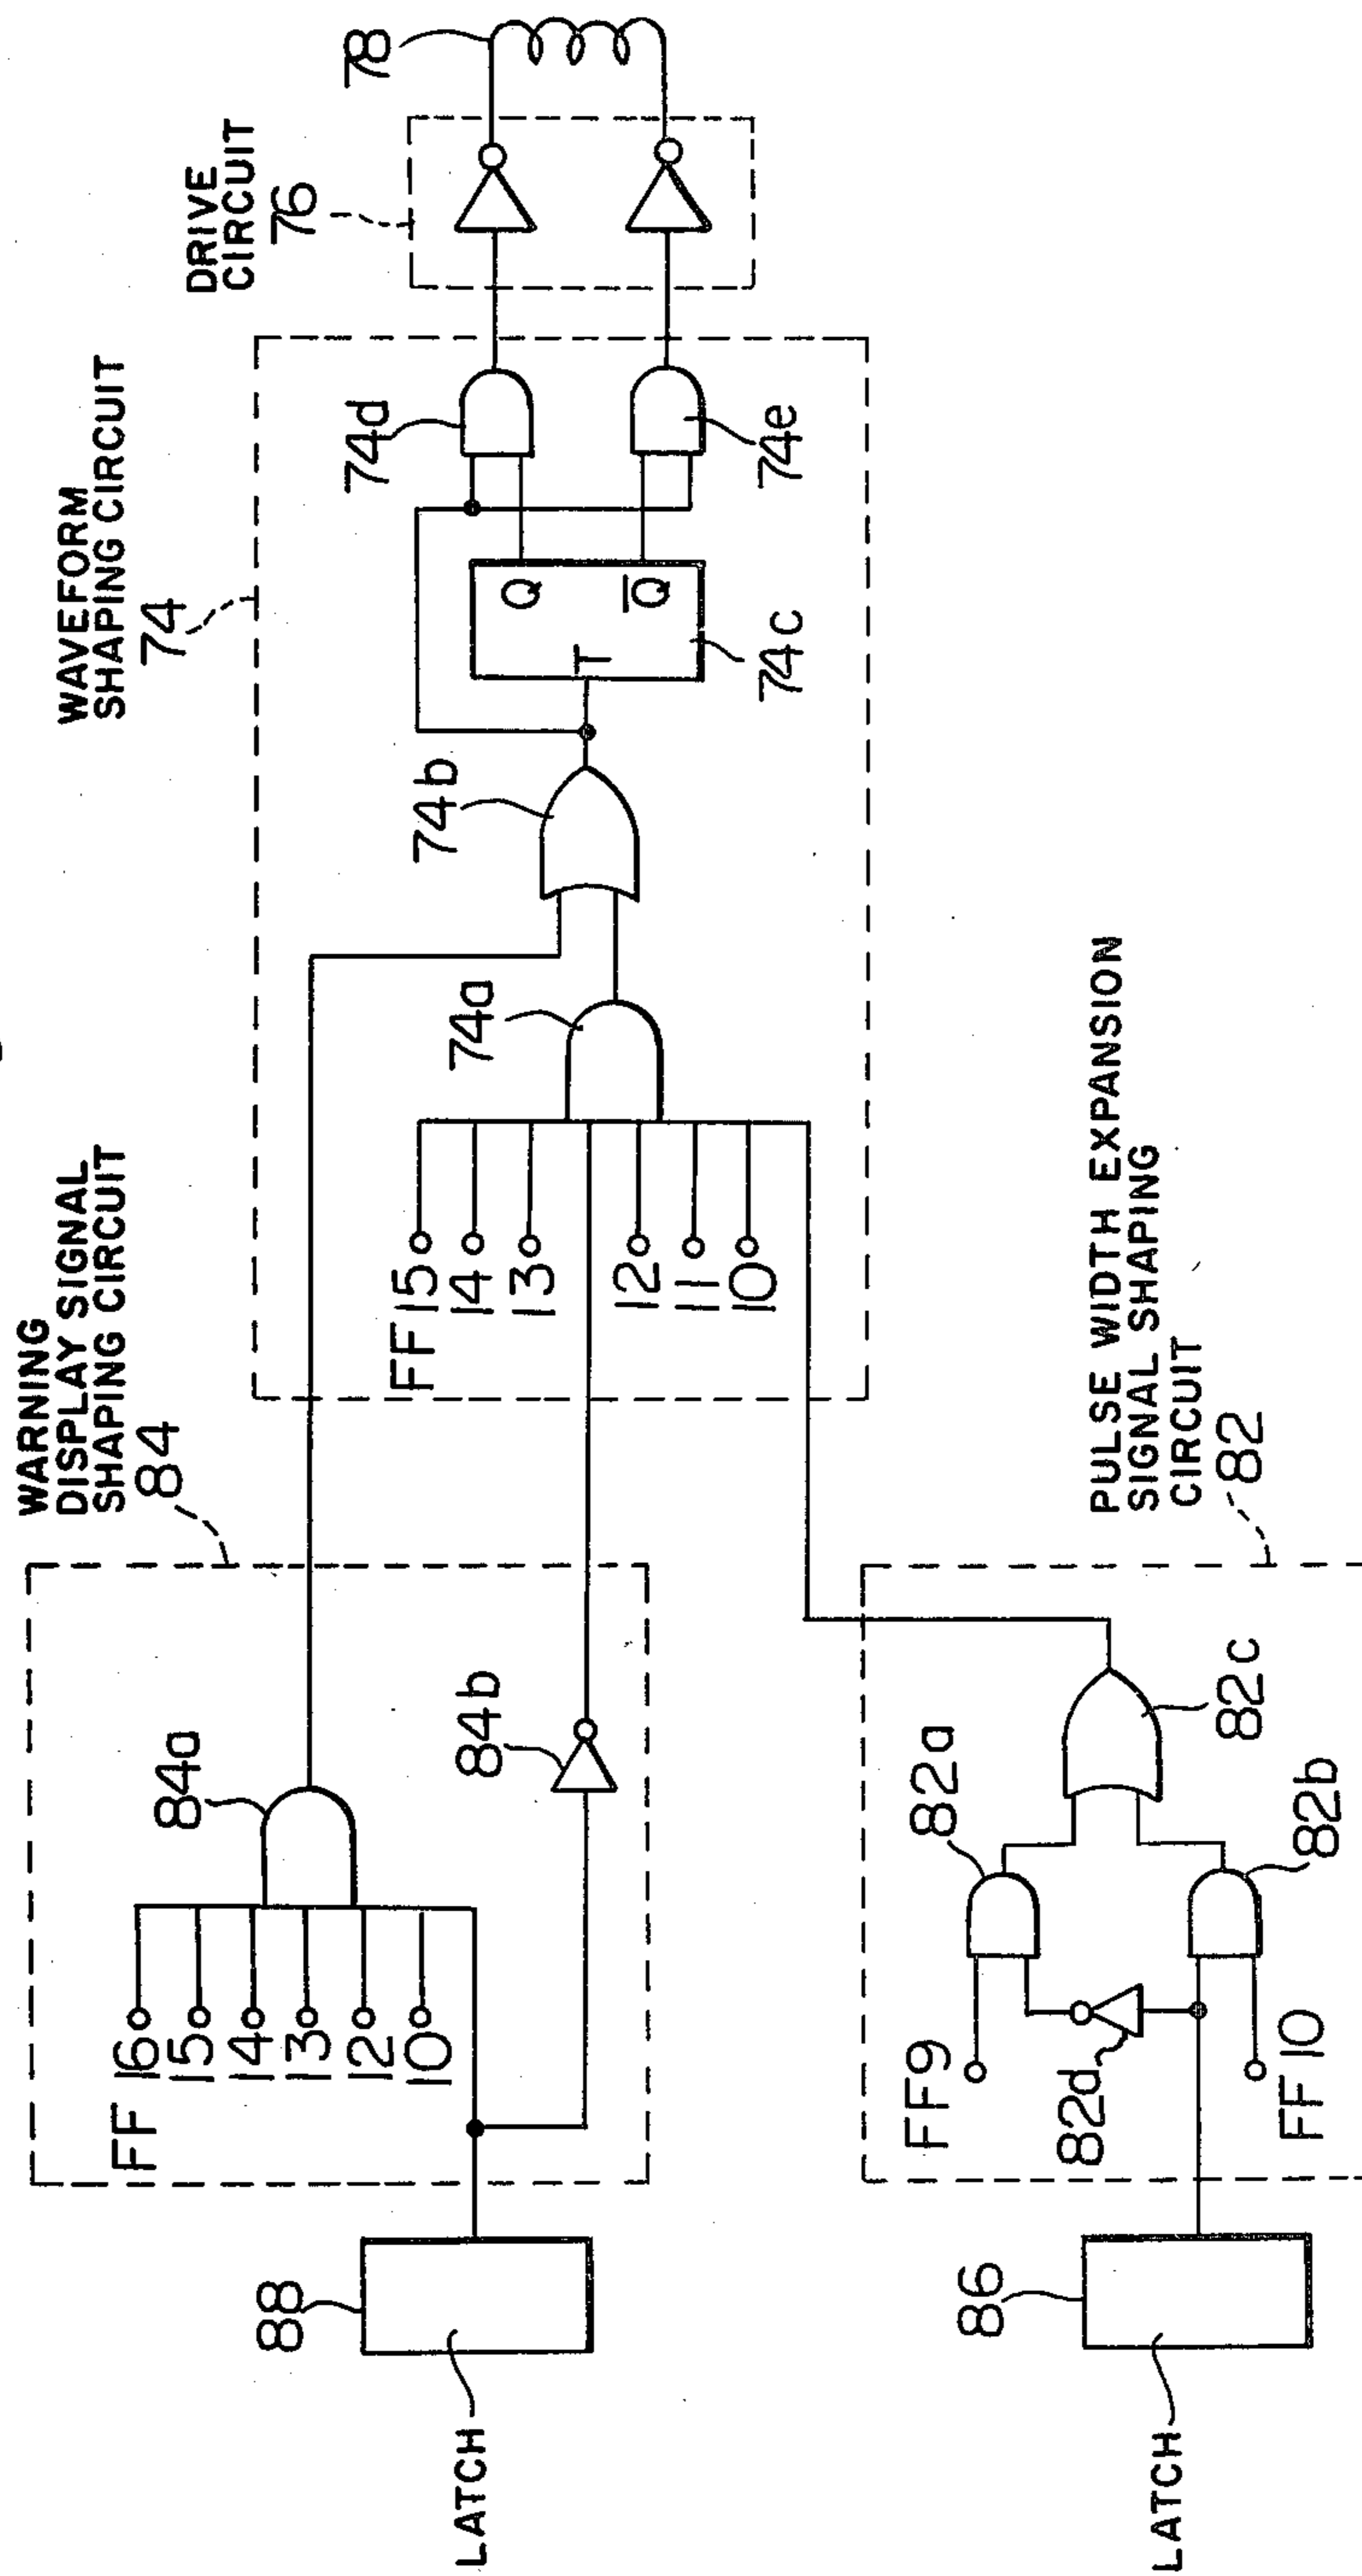 WARNING
DISPLAY SIGNAL
SHAPING CIRCUIT
84
WAVEFORM
SHAPING CIRCUIT
74
DRIVE
CIRCUIT
76
78
84a
FF 16
15
14
13
12
10
84b
88
LATCH
FF 15
14
13
12
11
10
74a
74b
T
Q
Q̅
74c
74d
74e
PULSE WIDTH EXPANSION
SIGNAL SHAPING
CIRCUIT
82
82a
82c
82b
FF9
82d
FF 10
86
LATCH